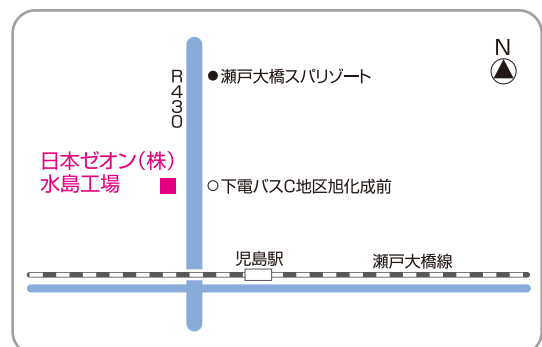 N
R430
●瀬戸大橋スパリゾート
日本ゼオン(株)
水島工場
○下電バスC地区旭化成前
児島駅
瀬戸大橋線